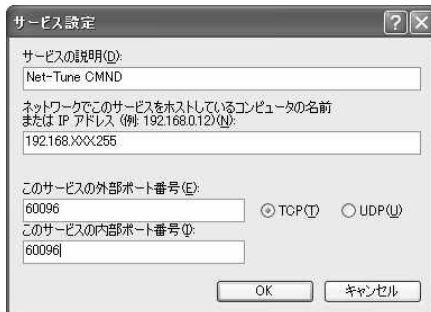 サービス設定
サービスの説明(D):
Net-Tune CMND
ネットワークでこのサービスをホストしているコンピュータの名前
または IP アドレス (例: 192.168.0.12)(N):
192.168.XXX.255
このサービスの外部ポート番号(E):
60096
TCP(T) UDP(U)
このサービスの内部ポート番号(I):
60096
OK キャンセル